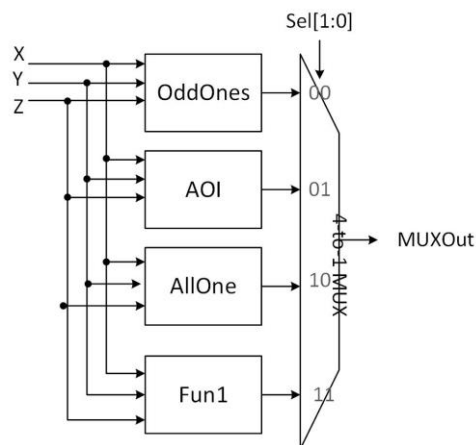 Sel[1:0]
X
Y
Z
OddOnes
00
AOI
01
4-to-1 MUX
MUXOut
AllOne
10
Fun1
11